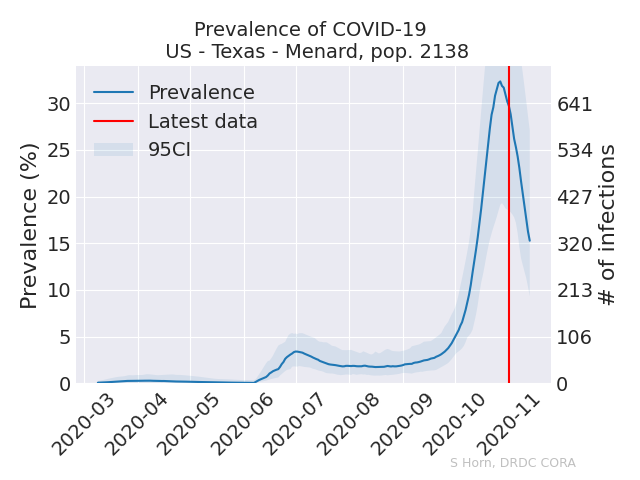 Prevalence of COVID-19
US - Texas - Menard, pop. 2138
Prevalence
Latest data
95CI
Prevalence (%)
30
25
20
15
10
5
0
641
534
427
320
213
106
0
# of infections
2020-03
2020-04
2020-05
2020-06
2020-07
2020-08
2020-09
2020-10
2020-11
S Horn, DRDC CORA